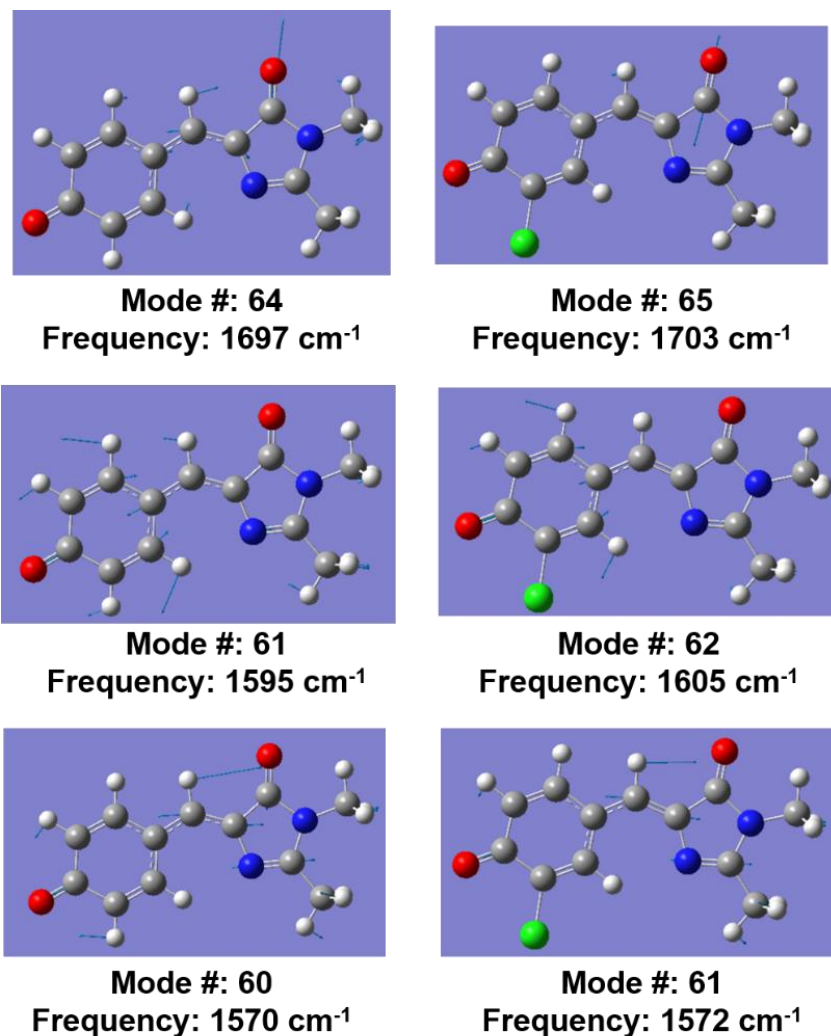 Mode #: 64
Frequency: 1697 cm⁻¹
Mode #: 65
Frequency: 1703 cm⁻¹
Mode #: 61
Frequency: 1595 cm⁻¹
Mode #: 62
Frequency: 1605 cm⁻¹
Mode #: 60
Frequency: 1570 cm⁻¹
Mode #: 61
Frequency: 1572 cm⁻¹